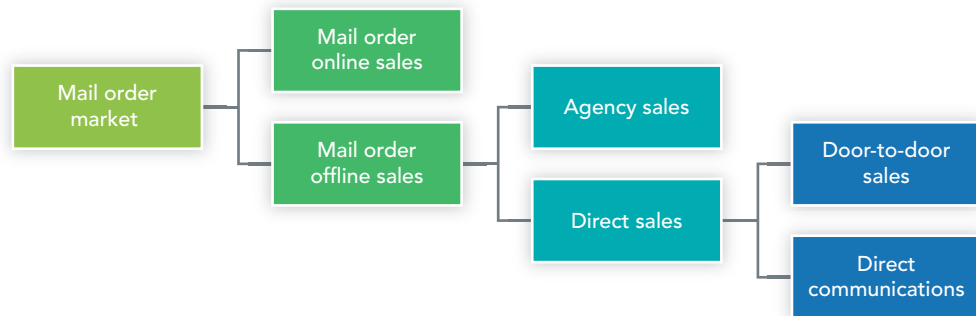 Mail order
market
Mail order
online sales
Mail order
offline sales
Agency sales
Direct sales
Door-to-door
sales
Direct
communications